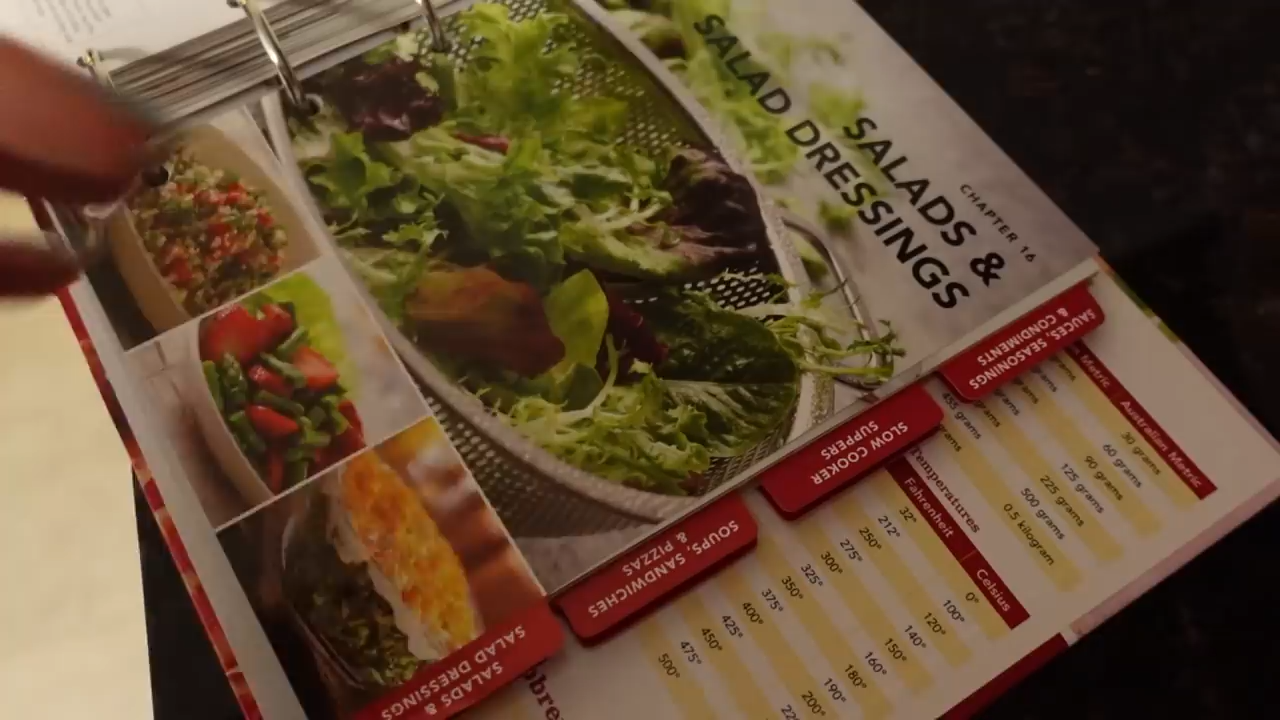 CHAPTER 16
SALADS &
SALAD DRESSINGS
SAUCES, SEASONINGS
& CONDIMENTS
SLOW COOKER
SUPPERS
SOUPS, SANDWICHES
& PIZZAS
SALADS &
SALAD DRESSINGS
Metric
Australian Metric
30 grams
60 grams
90 grams
125 grams
225 grams
500 grams
0.5 kilogram
Temperatures
Fahrenheit
Celsius
32°
0°
212°
100°
250°
120°
275°
140°
300°
150°
325°
160°
350°
180°
375°
190°
400°
200°
425°
450°
475°
500°